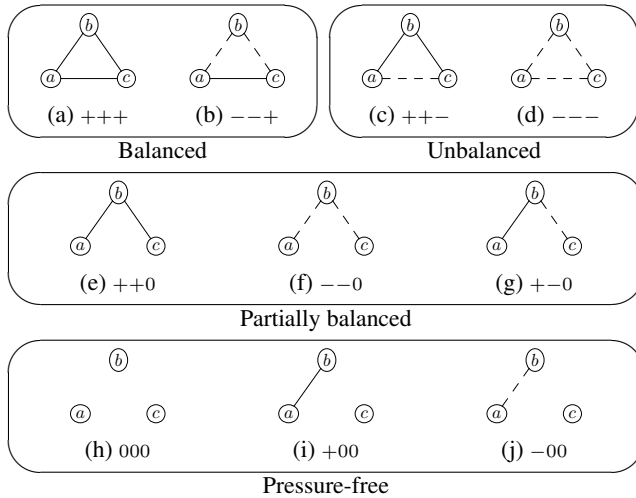 b b b b
a c a c a c a c
(a) +++ (b) −−+ (c) ++− (d) −−−
Balanced Unbalanced
b b b
a c a c a c
(e) ++0 (f) −−0 (g) +−0
Partially balanced
b b b
a c a c a c
(h) 000 (i) +00 (j) −00
Pressure-free